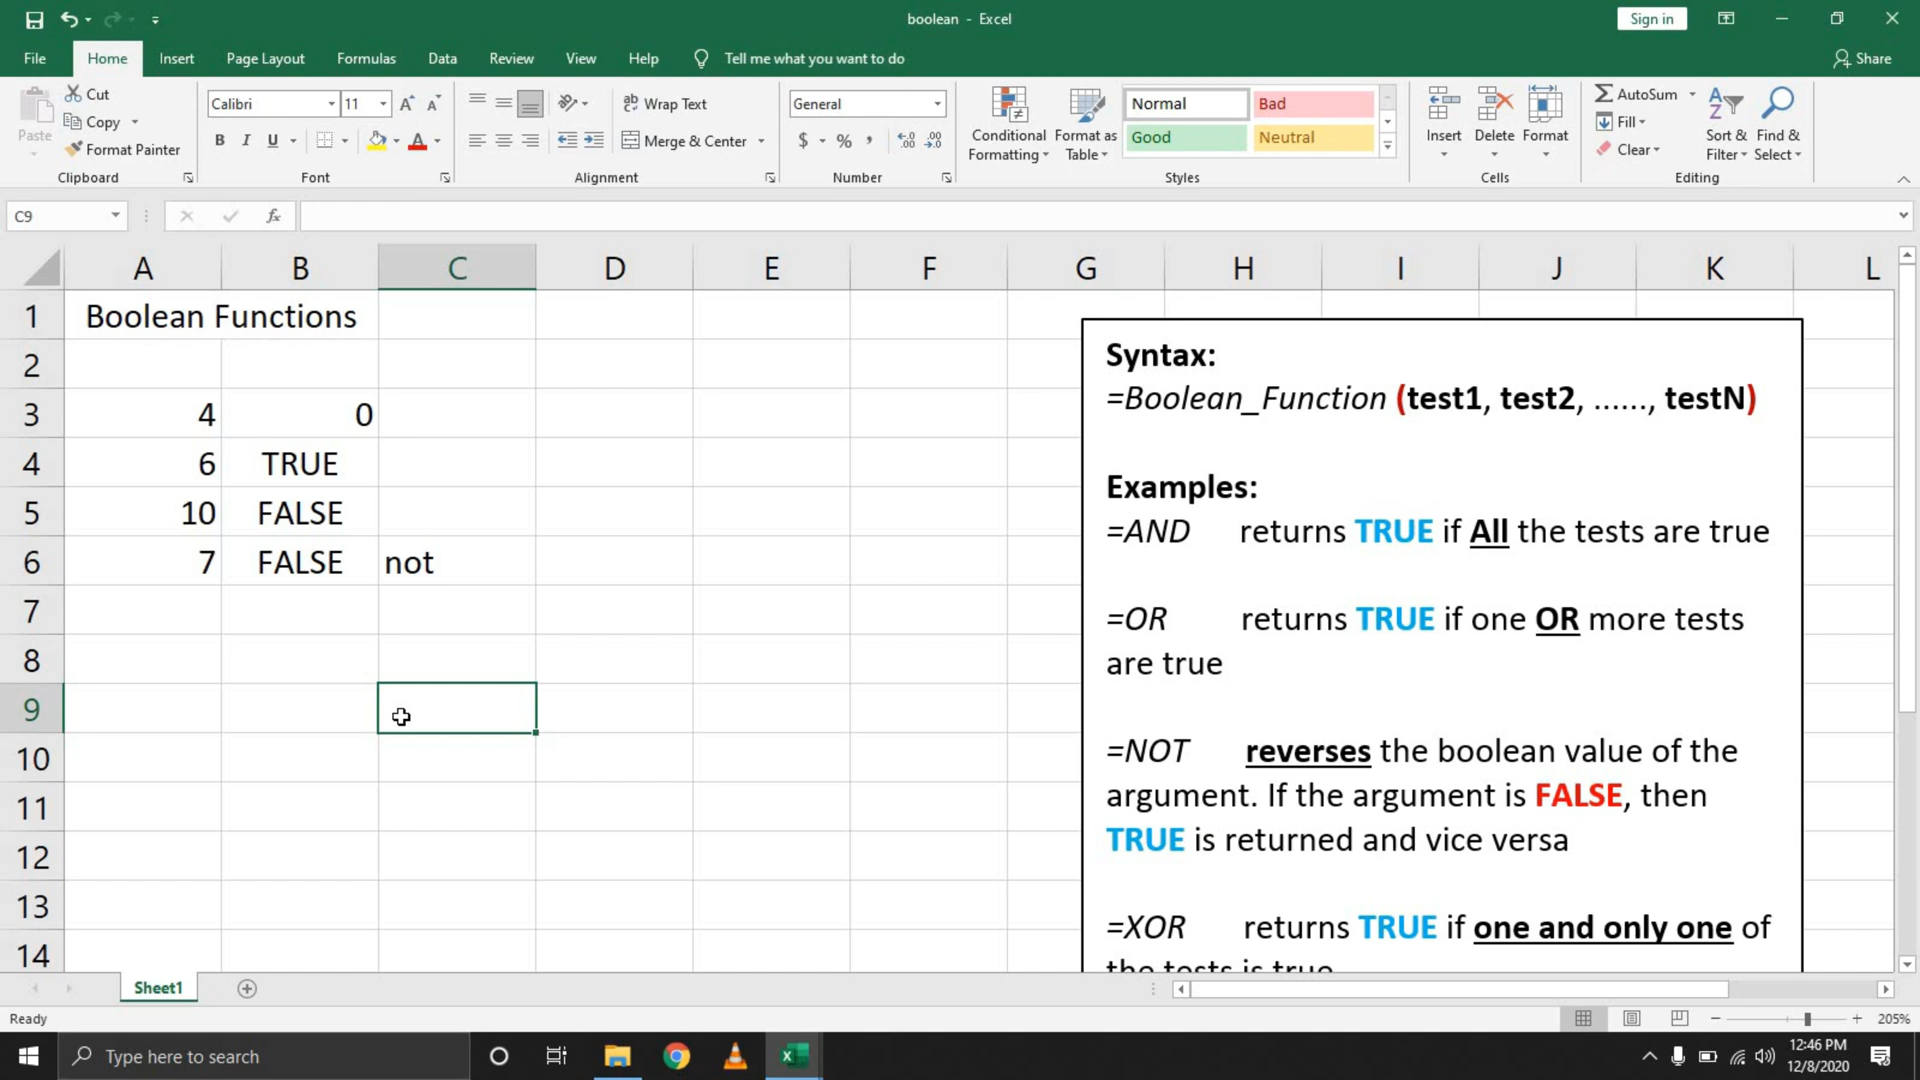 boolean - Excel
Sign in
File Home Insert Page Layout Formulas Data Review View Help Tell me what you want to do Share
Paste
Cut
Copy
Format Painter
Clipboard
Calibri 11
B I U
Font
Wrap Text
Merge & Center
Alignment
General
$ % ,
Number
Conditional Formatting
Format as Table
Normal Bad
Good Neutral
Styles
Insert Delete Format
Cells
AutoSum
Fill
Clear
Sort & Filter
Find & Select
Editing
C9 fx
A B C D E F G H I J K L
1 Boolean Functions
2
3 4 0
4 6 TRUE
5 10 FALSE
6 7 FALSE not
7
8
9
10
11
12
13
14
Syntax:
=Boolean_Function (test1, test2, ......, testN)
Examples:
=AND returns TRUE if All the tests are true
=OR returns TRUE if one OR more tests
are true
=NOT reverses the boolean value of the
argument. If the argument is FALSE, then
TRUE is returned and vice versa
=XOR returns TRUE if one and only one of
the tests is true
Sheet1
Ready
205%
Type here to search
12:46 PM
12/8/2020